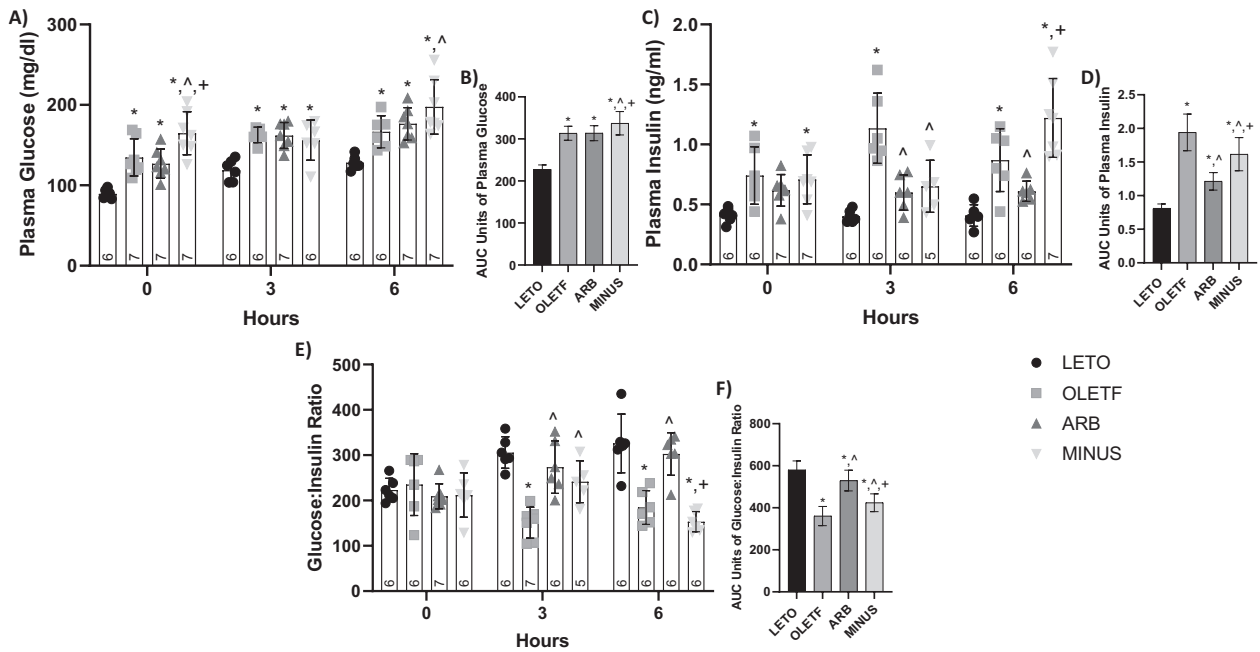 A)
Plasma Glucose (mg/dl)
300
200
100
0
* * *,^,+
* * *
* * *,^
6 7 7 7 6 6 7 7 6 6 7 7
0 3 6
Hours
B)
AUC Units of Plasma Glucose
500
400
300
200
100
0
* * *,^,+
LETO OLETF ARB MINUS
C)
Plasma Insulin (ng/ml)
2.0
1.5
1.0
0.5
0.0
* *
* ^ ^
* ^ *,+
6 6 7 7 6 6 6 5 6 6 6 7
0 3 6
Hours
D)
AUC Units of Plasma Insulin
2.5
2.0
1.5
1.0
0.5
0.0
* *,^ *,^,+
LETO OLETF ARB MINUS
E)
Glucose:Insulin Ratio
500
400
300
200
100
0
* ^ ^
* ^ *,+
6 6 7 6 6 7 6 5 6 6 6 6
0 3 6
Hours
F)
AUC Units of Glucose:Insulin Ratio
800
600
400
200
0
* *,^ *,^,+
LETO OLETF ARB MINUS
LETO
OLETF
ARB
MINUS